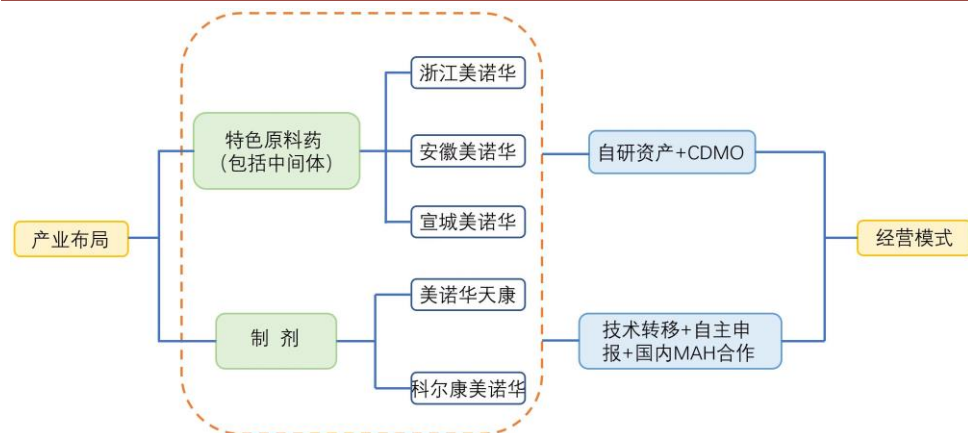 产业布局
特色原料药
（包括中间体）
制 剂
浙江美诺华
安徽美诺华
宣城美诺华
美诺华天康
科尔康美诺华
自研资产+CDMO
技术转移+自主申
报+国内MAH合作
经营模式